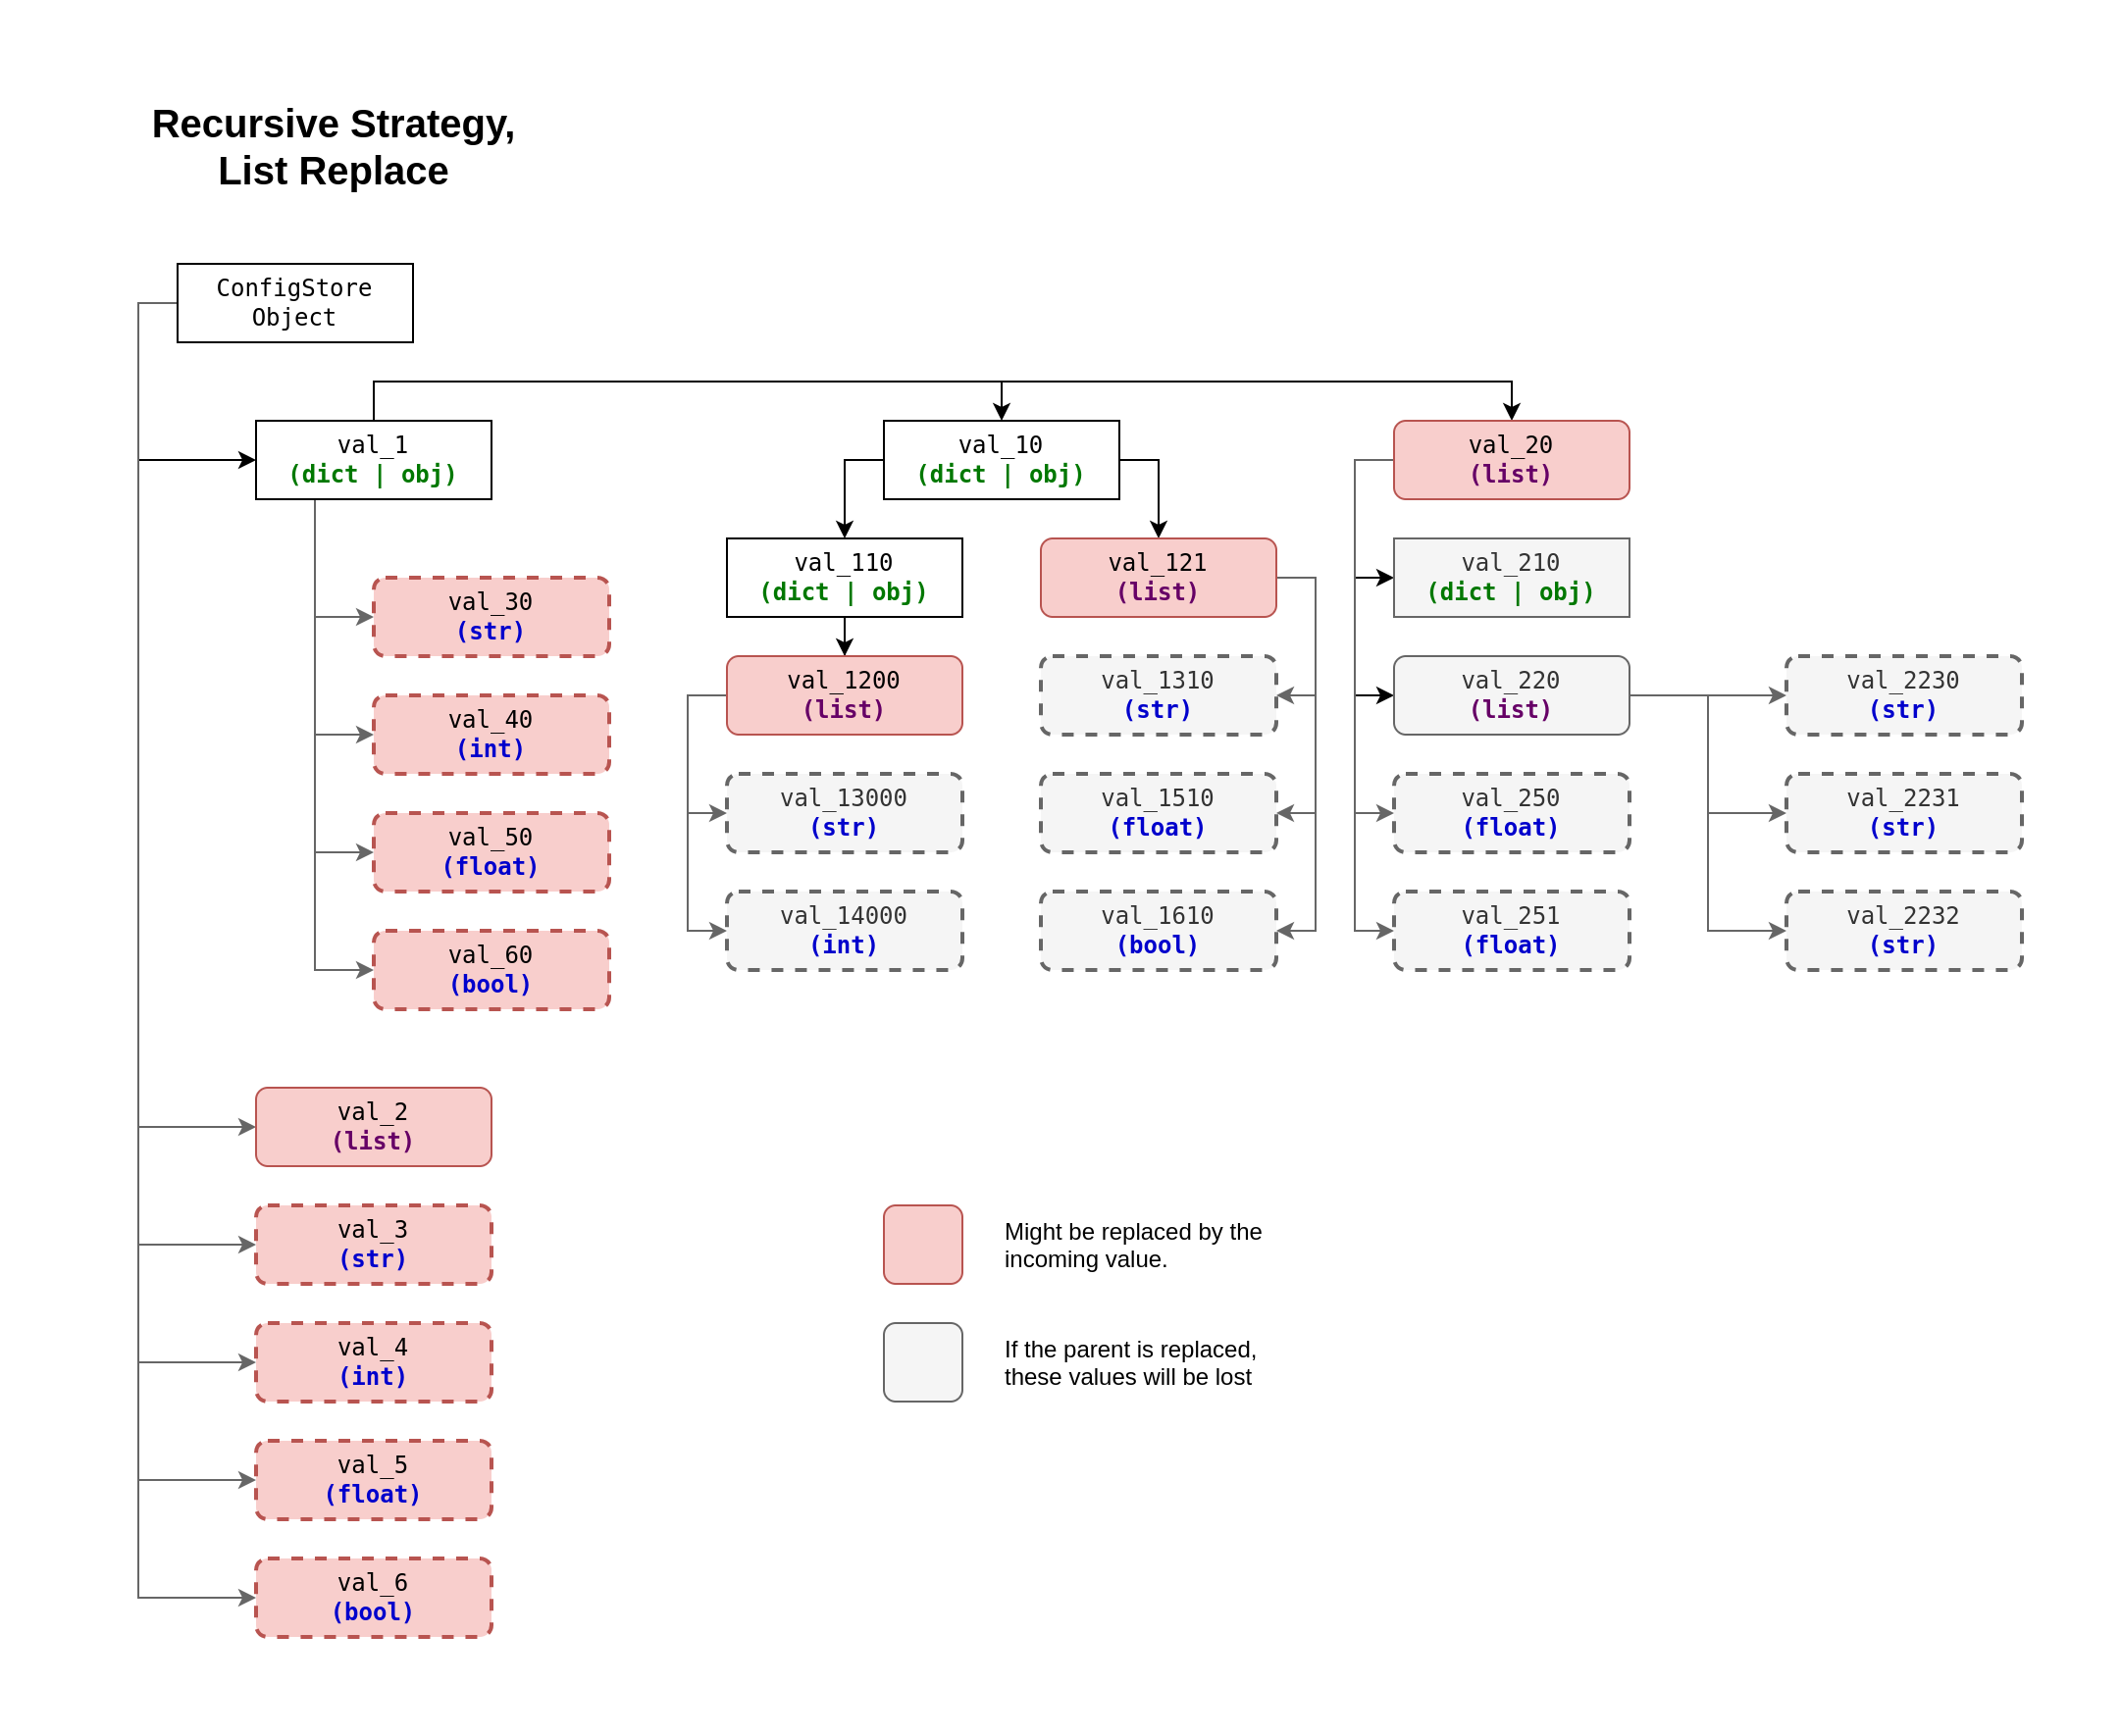 Recursive Strategy,
List Replace
ConfigStore
Object
val_1
(dict | obj)
val_10
(dict | obj)
val_20
(list)
val_110
(dict | obj)
val_121
(list)
val_210
(dict | obj)
val_30
(str)
val_1200
(list)
val_1310
(str)
val_220
(list)
val_2230
(str)
val_40
(int)
val_13000
(str)
val_1510
(float)
val_250
(float)
val_2231
(str)
val_50
(float)
val_14000
(int)
val_1610
(bool)
val_251
(float)
val_2232
(str)
val_60
(bool)
val_2
(list)
val_3
(str)
val_4
(int)
val_5
(float)
val_6
(bool)
Might be replaced by the
incoming value.
If the parent is replaced,
these values will be lost